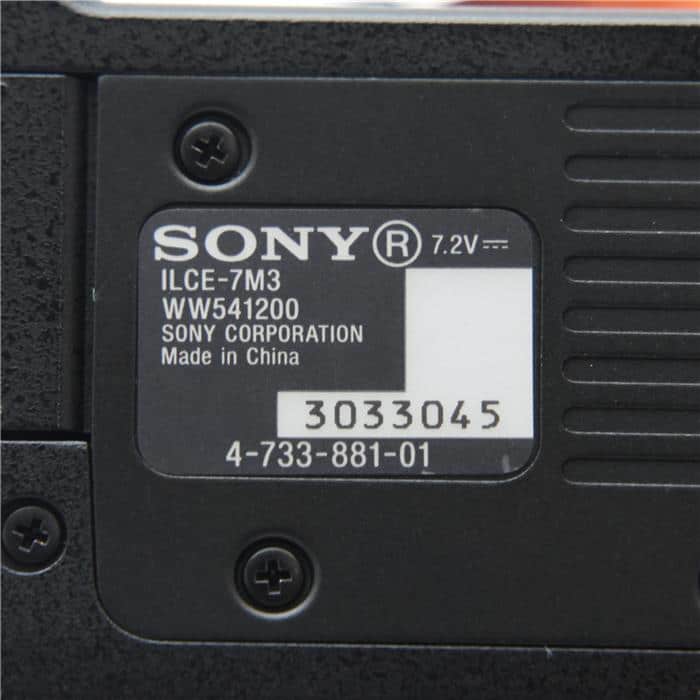 SONY Ⓡ 7.2V⎓
ILCE-7M3
WW541200
SONY CORPORATION
Made in China
3033045
4-733-881-01